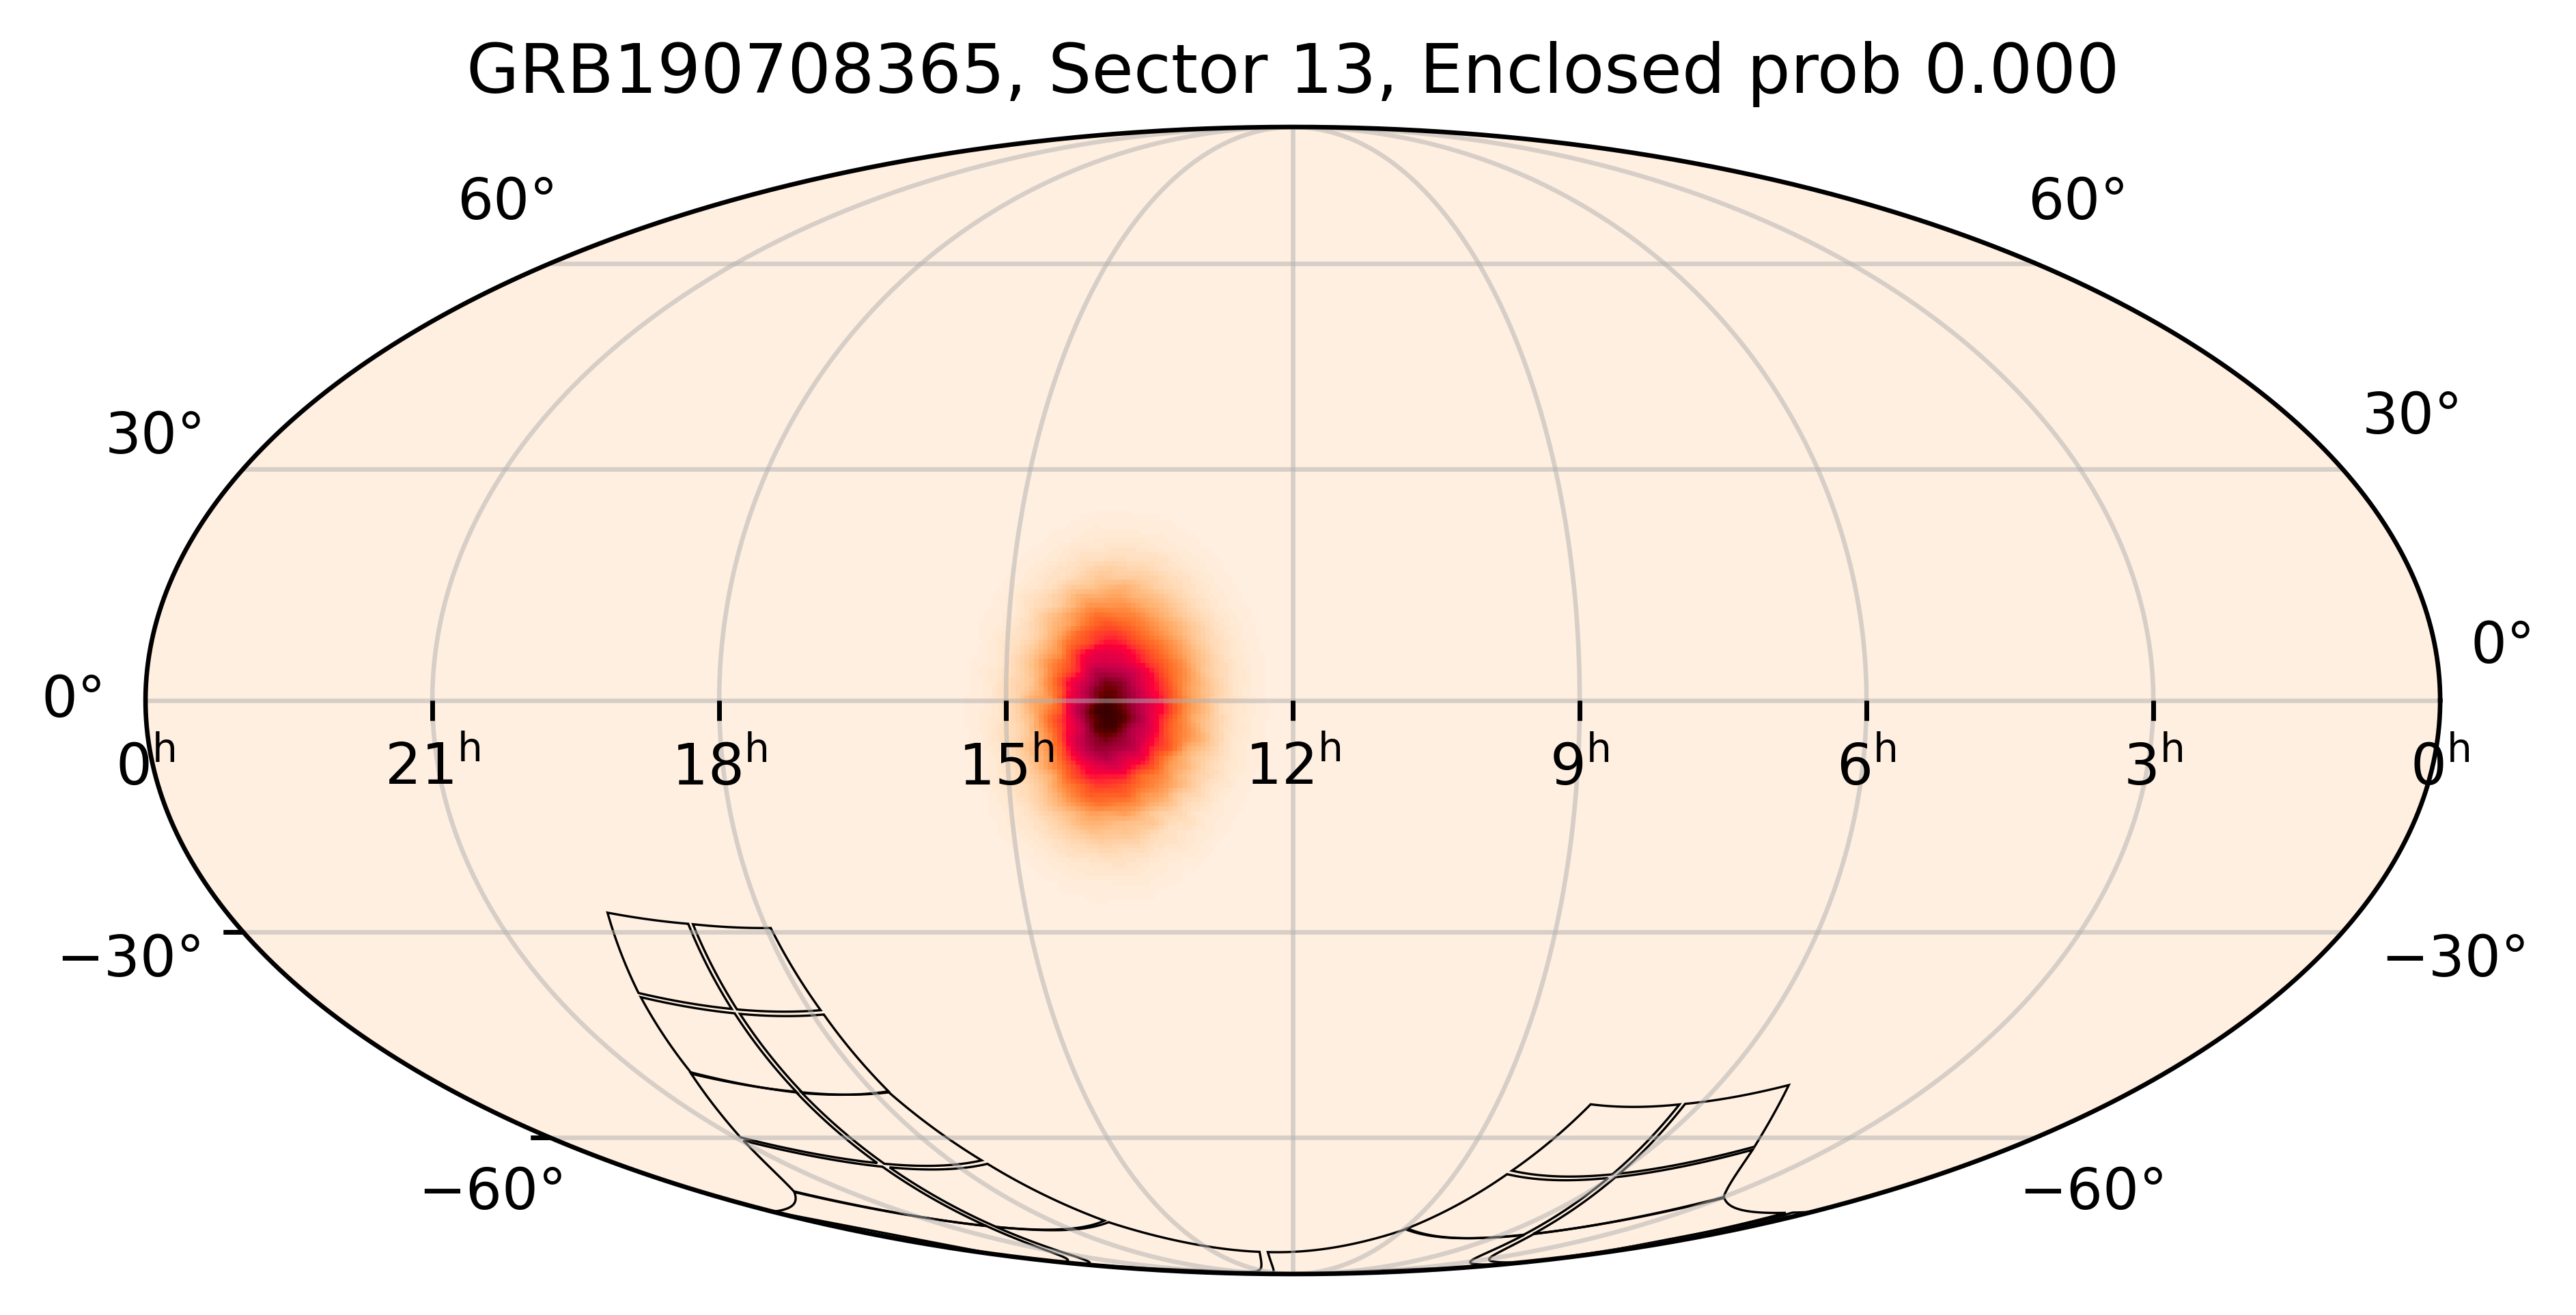 GRB190708365, Sector 13, Enclosed prob 0.000
60° 60°
30° 30°
0° 0°
0h 21h 18h 15h 12h 9h 6h 3h 0h
−30° −30°
−60° −60°